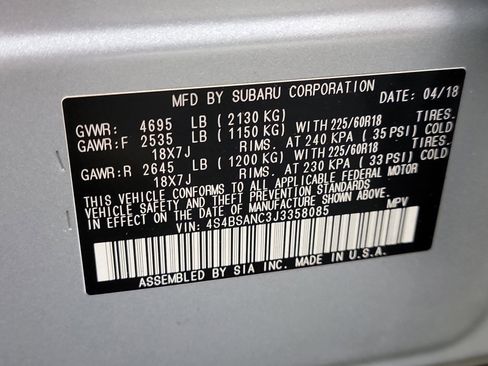 MFD BY SUBARU CORPORATION DATE: 04/18
GVWR: 4695 LB ( 2130 KG)
GAWR:F 2535 LB ( 1150 KG) WITH 225/60R18 TIRES.
18X7J RIMS. AT 240 KPA ( 35 PSI) COLD
GAWR:R 2645 LB ( 1200 KG) WITH 225/60R18 TIRES.
18X7J RIMS. AT 230 KPA ( 33 PSI) COLD
THIS VEHICLE CONFORMS TO ALL APPLICABLE FEDERAL MOTOR
VEHICLE SAFETY AND THEFT PREVENTION STANDARDS
IN EFFECT ON THE DATE OF MANUFACTURE SHOWN ABOVE.
VIN: 4S4BSANC3J3358085 MPV
ASSEMBLED BY SIA INC. MADE IN U.S.A.